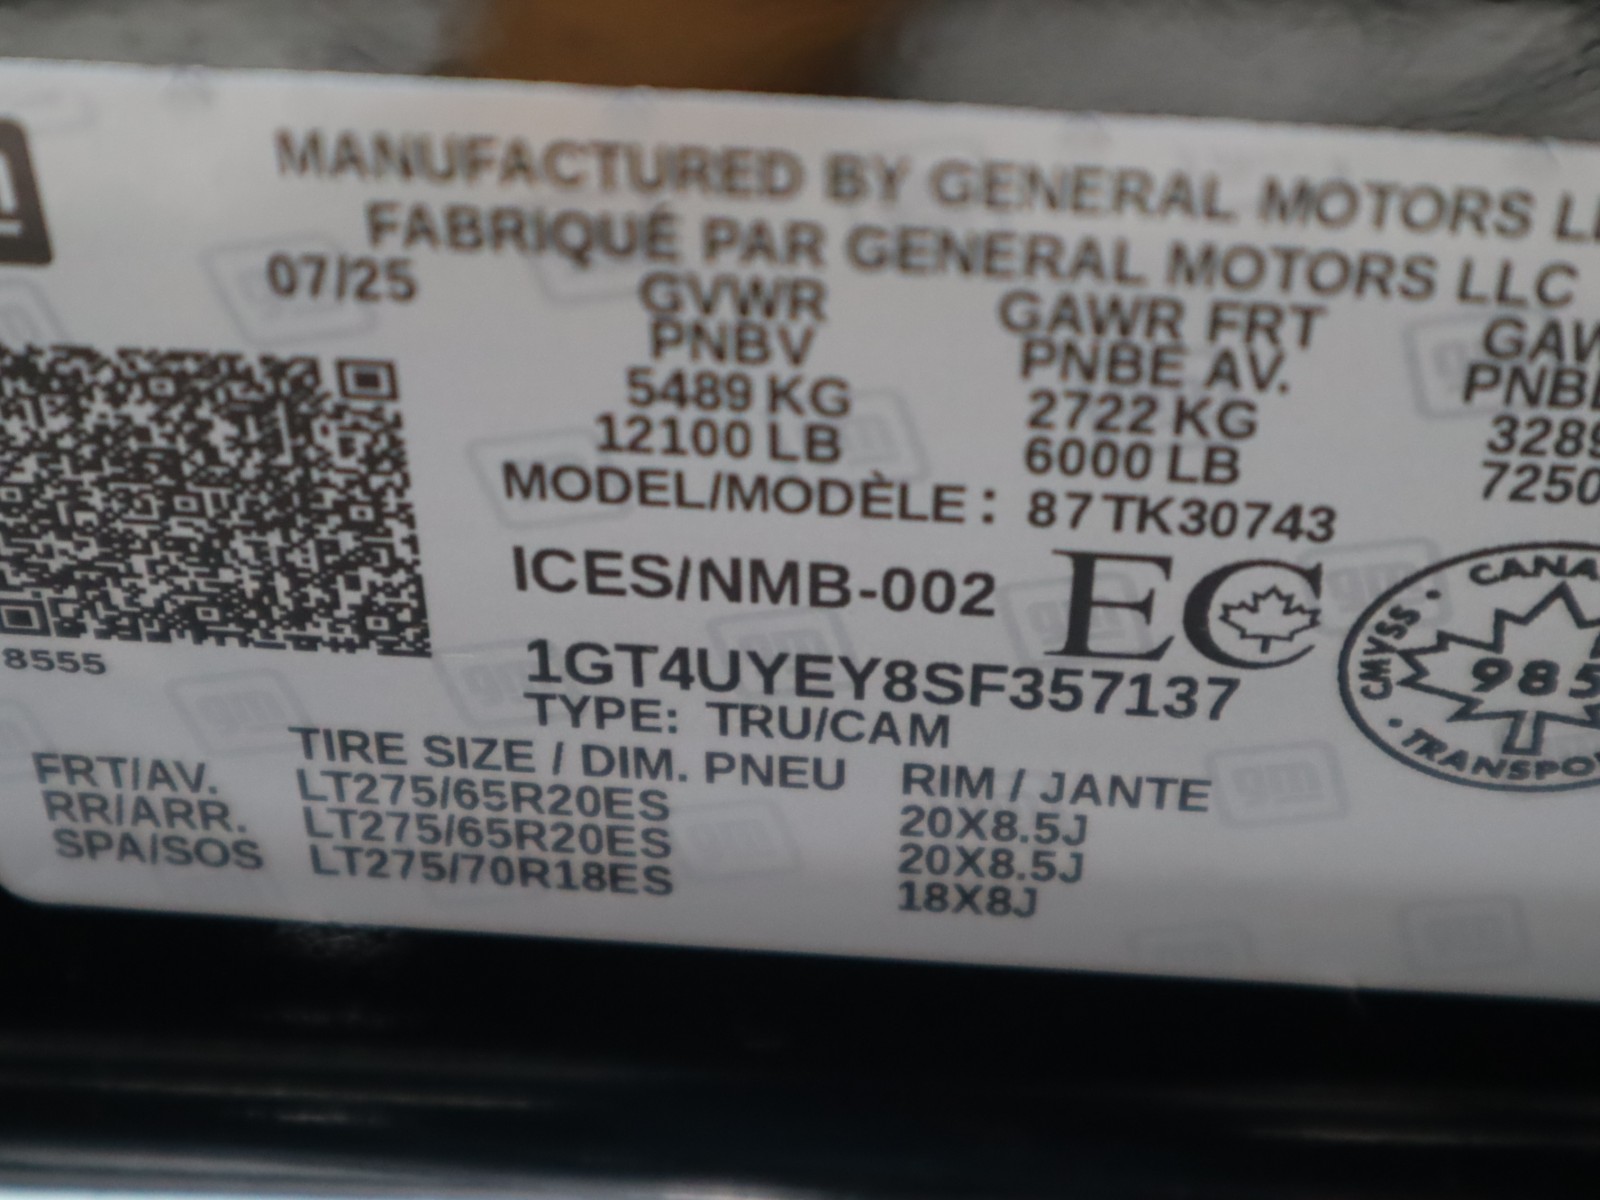 MANUFACTURED BY GENERAL MOTORS
FABRIQUÉ PAR GENERAL MOTORS LLC
07/25
GVWR
PNBV
5489 KG
12100 LB
GAWR FRT
PNBE AV.
2722 KG
6000 LB
MODEL/MODÈLE : 87TK30743
ICES/NMB-002
EC
1GT4UYEY8SF357137
TYPE: TRU/CAM
8555
TIRE SIZE / DIM. PNEU RIM / JANTE
FRT/AV. LT275/65R20ES 20X8.5J
RR/ARR. LT275/65R20ES 20X8.5J
SPA/SOS LT275/70R18ES 18X8J
CMVSS
985